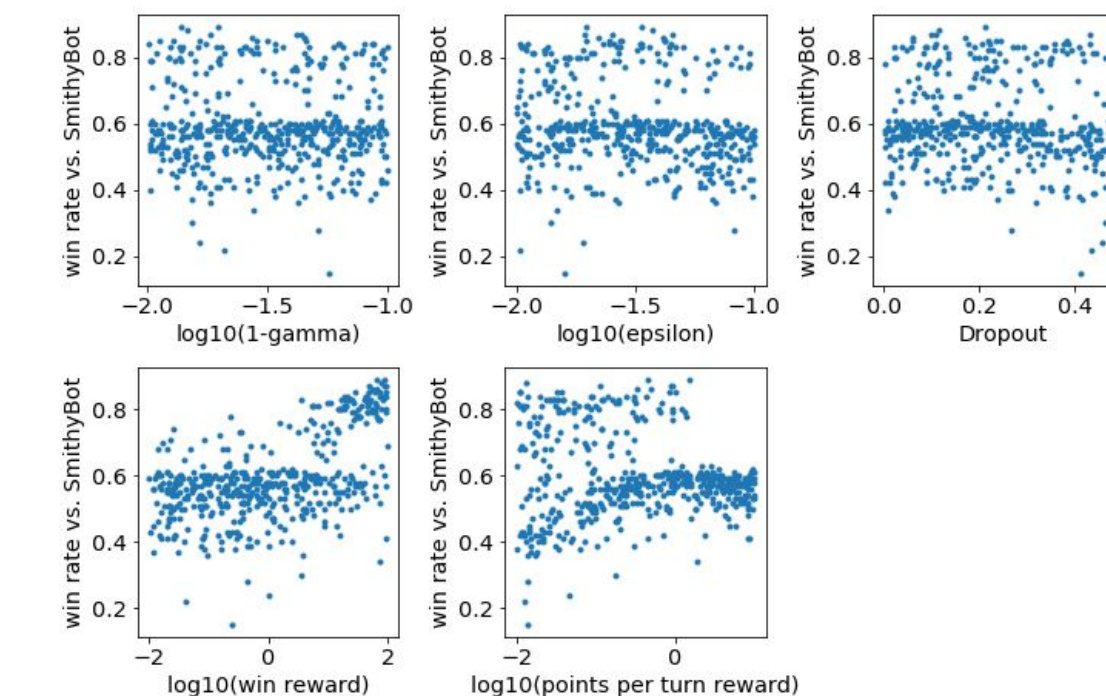 win rate vs. SmithyBot
0.8
0.6
0.4
0.2
−2.0 −1.5 −1.0
log10(1-gamma)
win rate vs. SmithyBot
0.8
0.6
0.4
0.2
−2.0 −1.5 −1.0
log10(epsilon)
win rate vs. SmithyBot
0.8
0.6
0.4
0.2
0.0 0.2 0.4
Dropout
win rate vs. SmithyBot
0.8
0.6
0.4
0.2
−2 0 2
log10(win reward)
win rate vs. SmithyBot
0.8
0.6
0.4
0.2
−2 0
log10(points per turn reward)